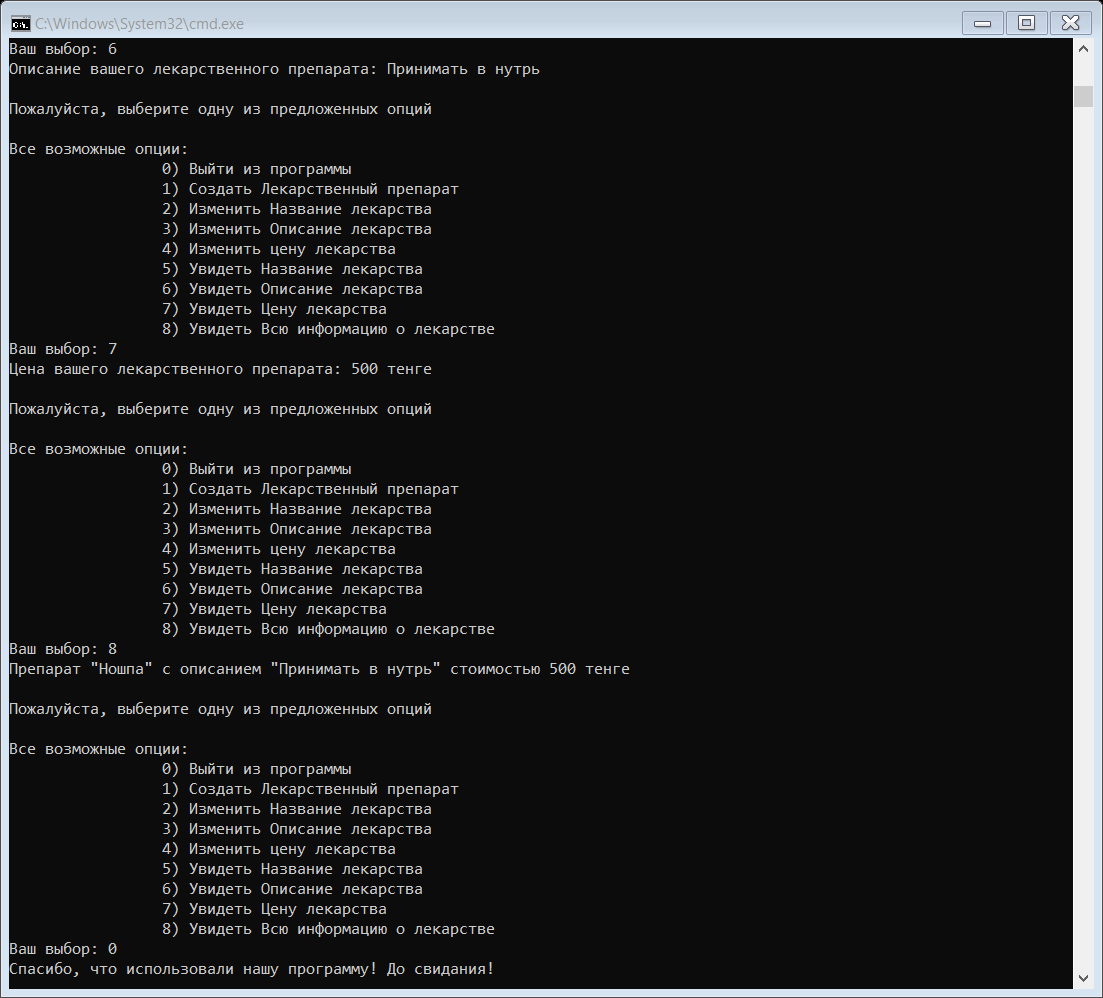 C:\Windows\System32\cmd.exe
Ваш выбор: 6
Описание вашего лекарственного препарата: Принимать в нутрь
Пожалуйста, выберите одну из предложенных опций
Все возможные опции:
0) Выйти из программы
1) Создать Лекарственный препарат
2) Изменить Название лекарства
3) Изменить Описание лекарства
4) Изменить цену лекарства
5) Увидеть Название лекарства
6) Увидеть Описание лекарства
7) Увидеть Цену лекарства
8) Увидеть Всю информацию о лекарстве
Ваш выбор: 7
Цена вашего лекарственного препарата: 500 тенге
Пожалуйста, выберите одну из предложенных опций
Все возможные опции:
0) Выйти из программы
1) Создать Лекарственный препарат
2) Изменить Название лекарства
3) Изменить Описание лекарства
4) Изменить цену лекарства
5) Увидеть Название лекарства
6) Увидеть Описание лекарства
7) Увидеть Цену лекарства
8) Увидеть Всю информацию о лекарстве
Ваш выбор: 8
Препарат "Ношпа" с описанием "Принимать в нутрь" стоимостью 500 тенге
Пожалуйста, выберите одну из предложенных опций
Все возможные опции:
0) Выйти из программы
1) Создать Лекарственный препарат
2) Изменить Название лекарства
3) Изменить Описание лекарства
4) Изменить цену лекарства
5) Увидеть Название лекарства
6) Увидеть Описание лекарства
7) Увидеть Цену лекарства
8) Увидеть Всю информацию о лекарстве
Ваш выбор: 0
Спасибо, что использовали нашу программу! До свидания!